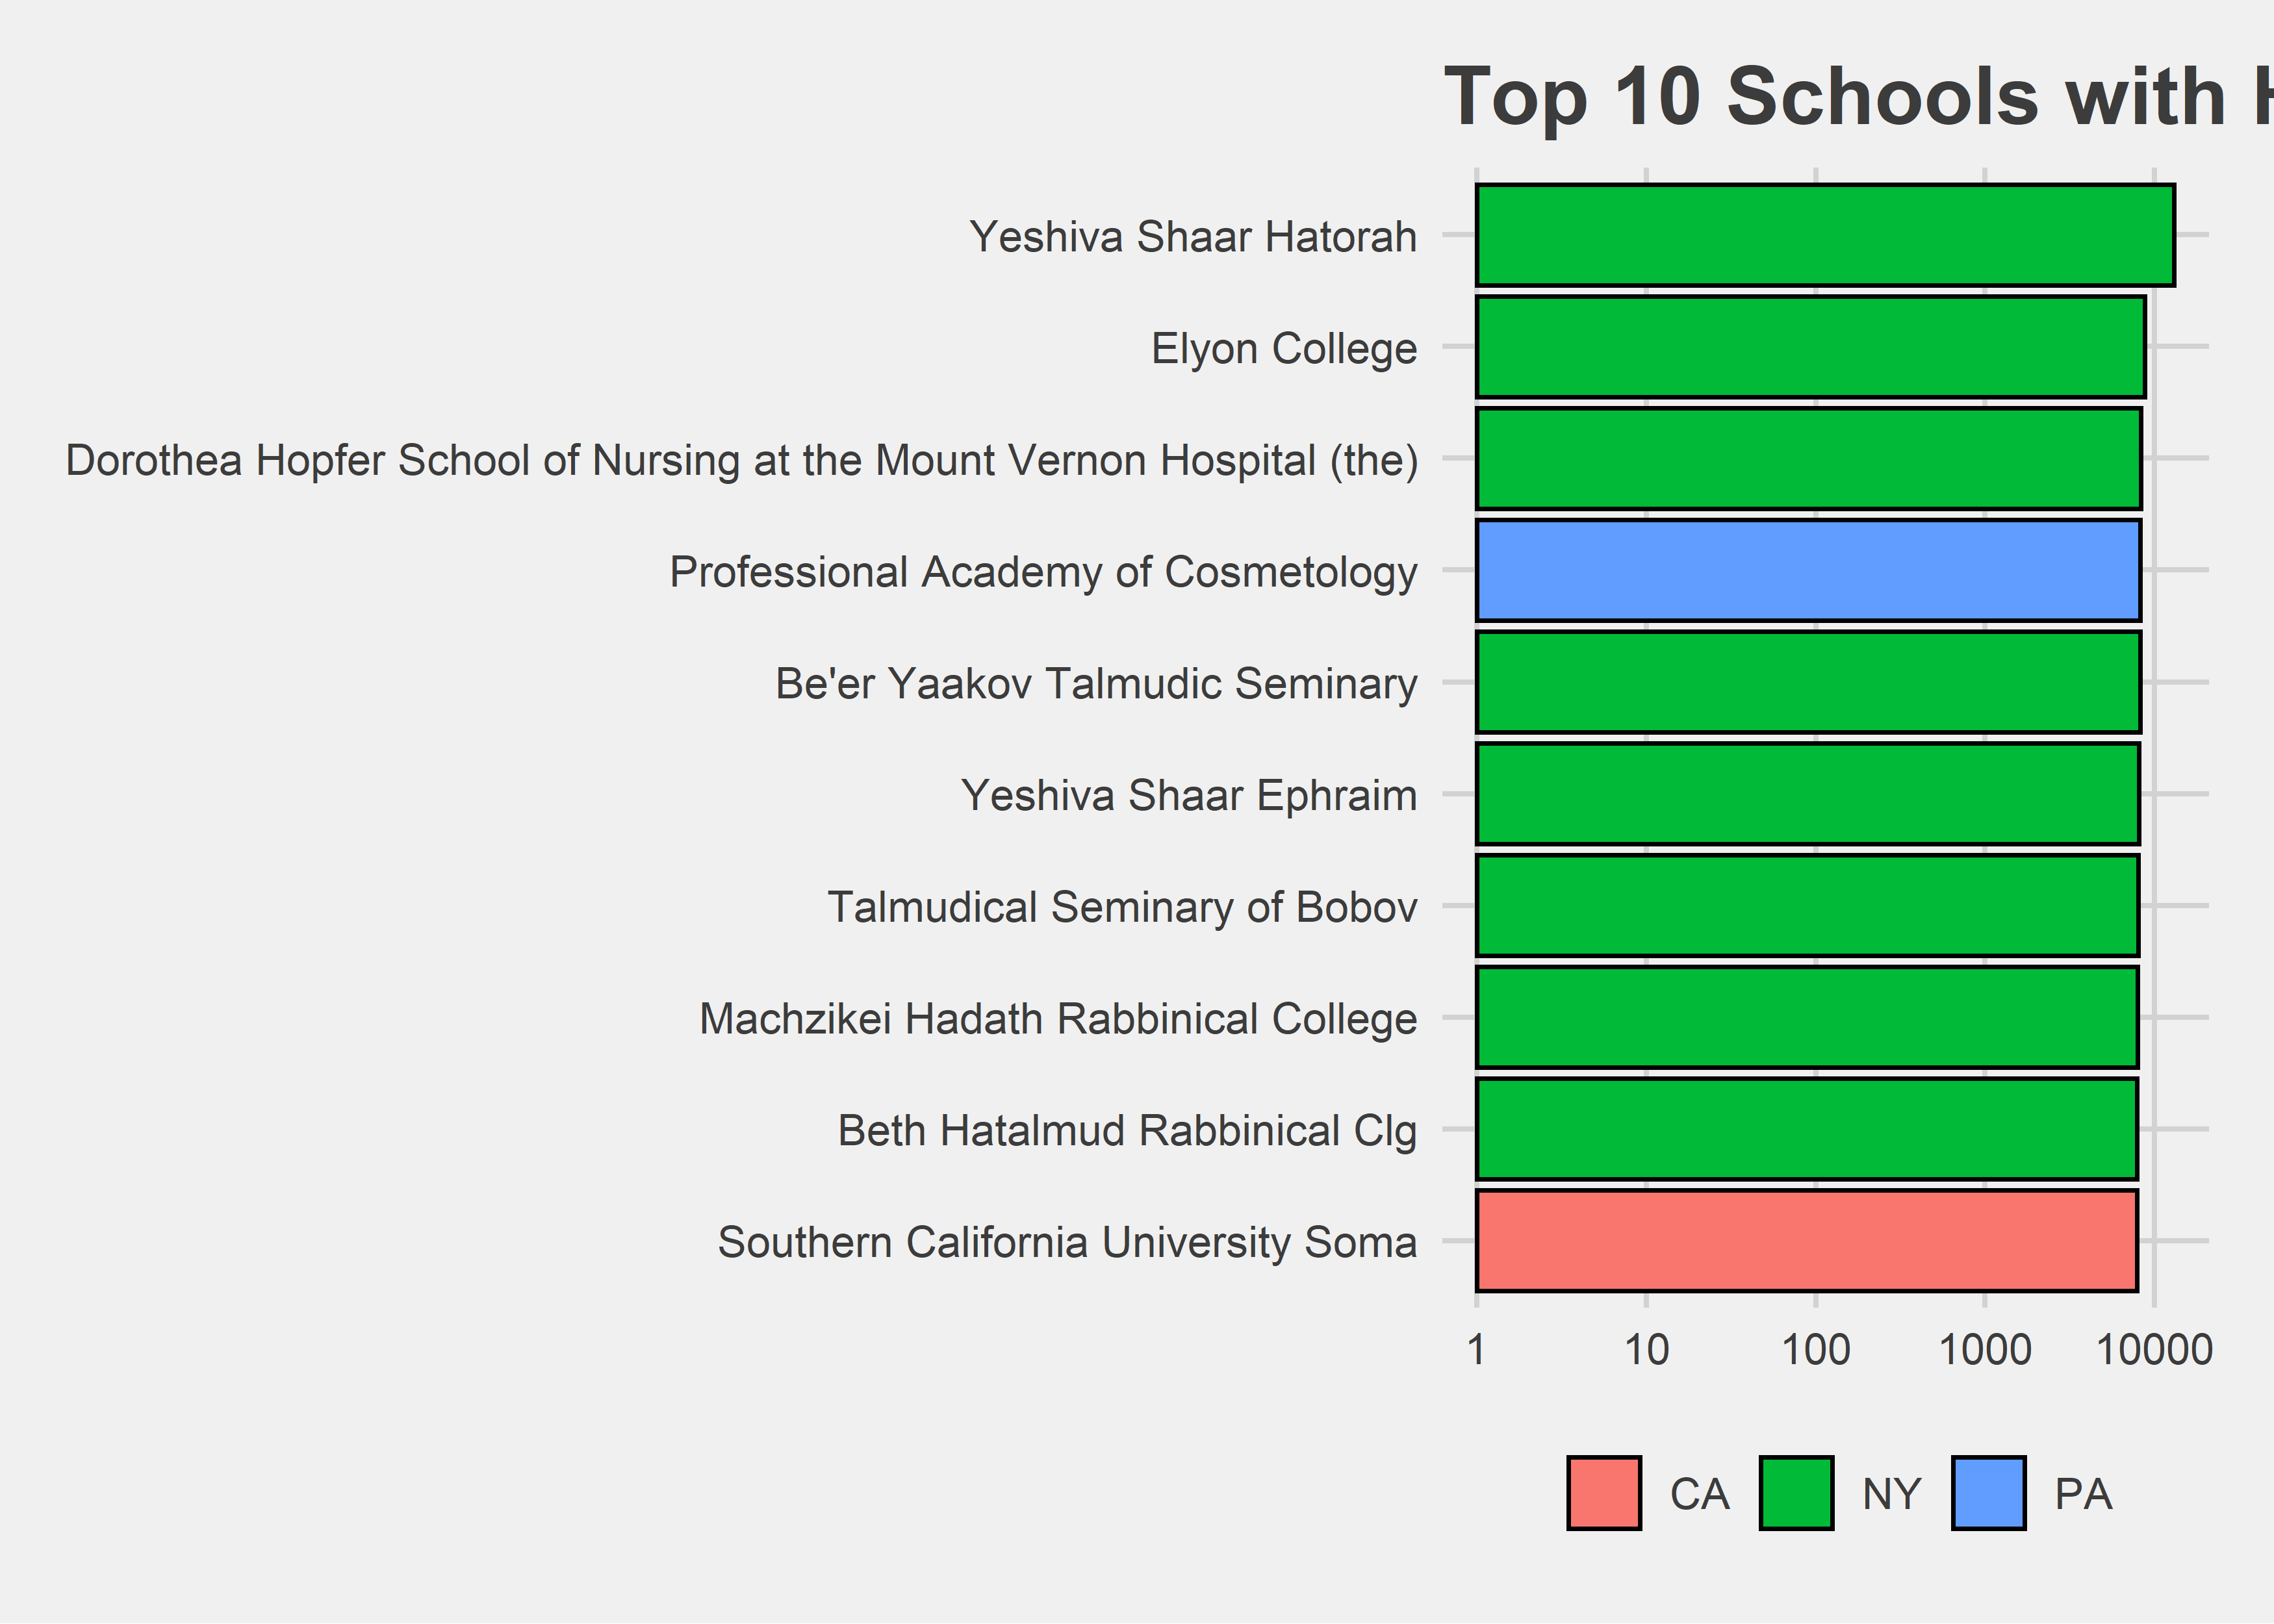 Top 10 Schools with H
Yeshiva Shaar Hatorah
Elyon College
Dorothea Hopfer School of Nursing at the Mount Vernon Hospital (the)
Professional Academy of Cosmetology
Be'er Yaakov Talmudic Seminary
Yeshiva Shaar Ephraim
Talmudical Seminary of Bobov
Machzikei Hadath Rabbinical College
Beth Hatalmud Rabbinical Clg
Southern California University Soma
1 10 100 1000 10000
CA NY PA